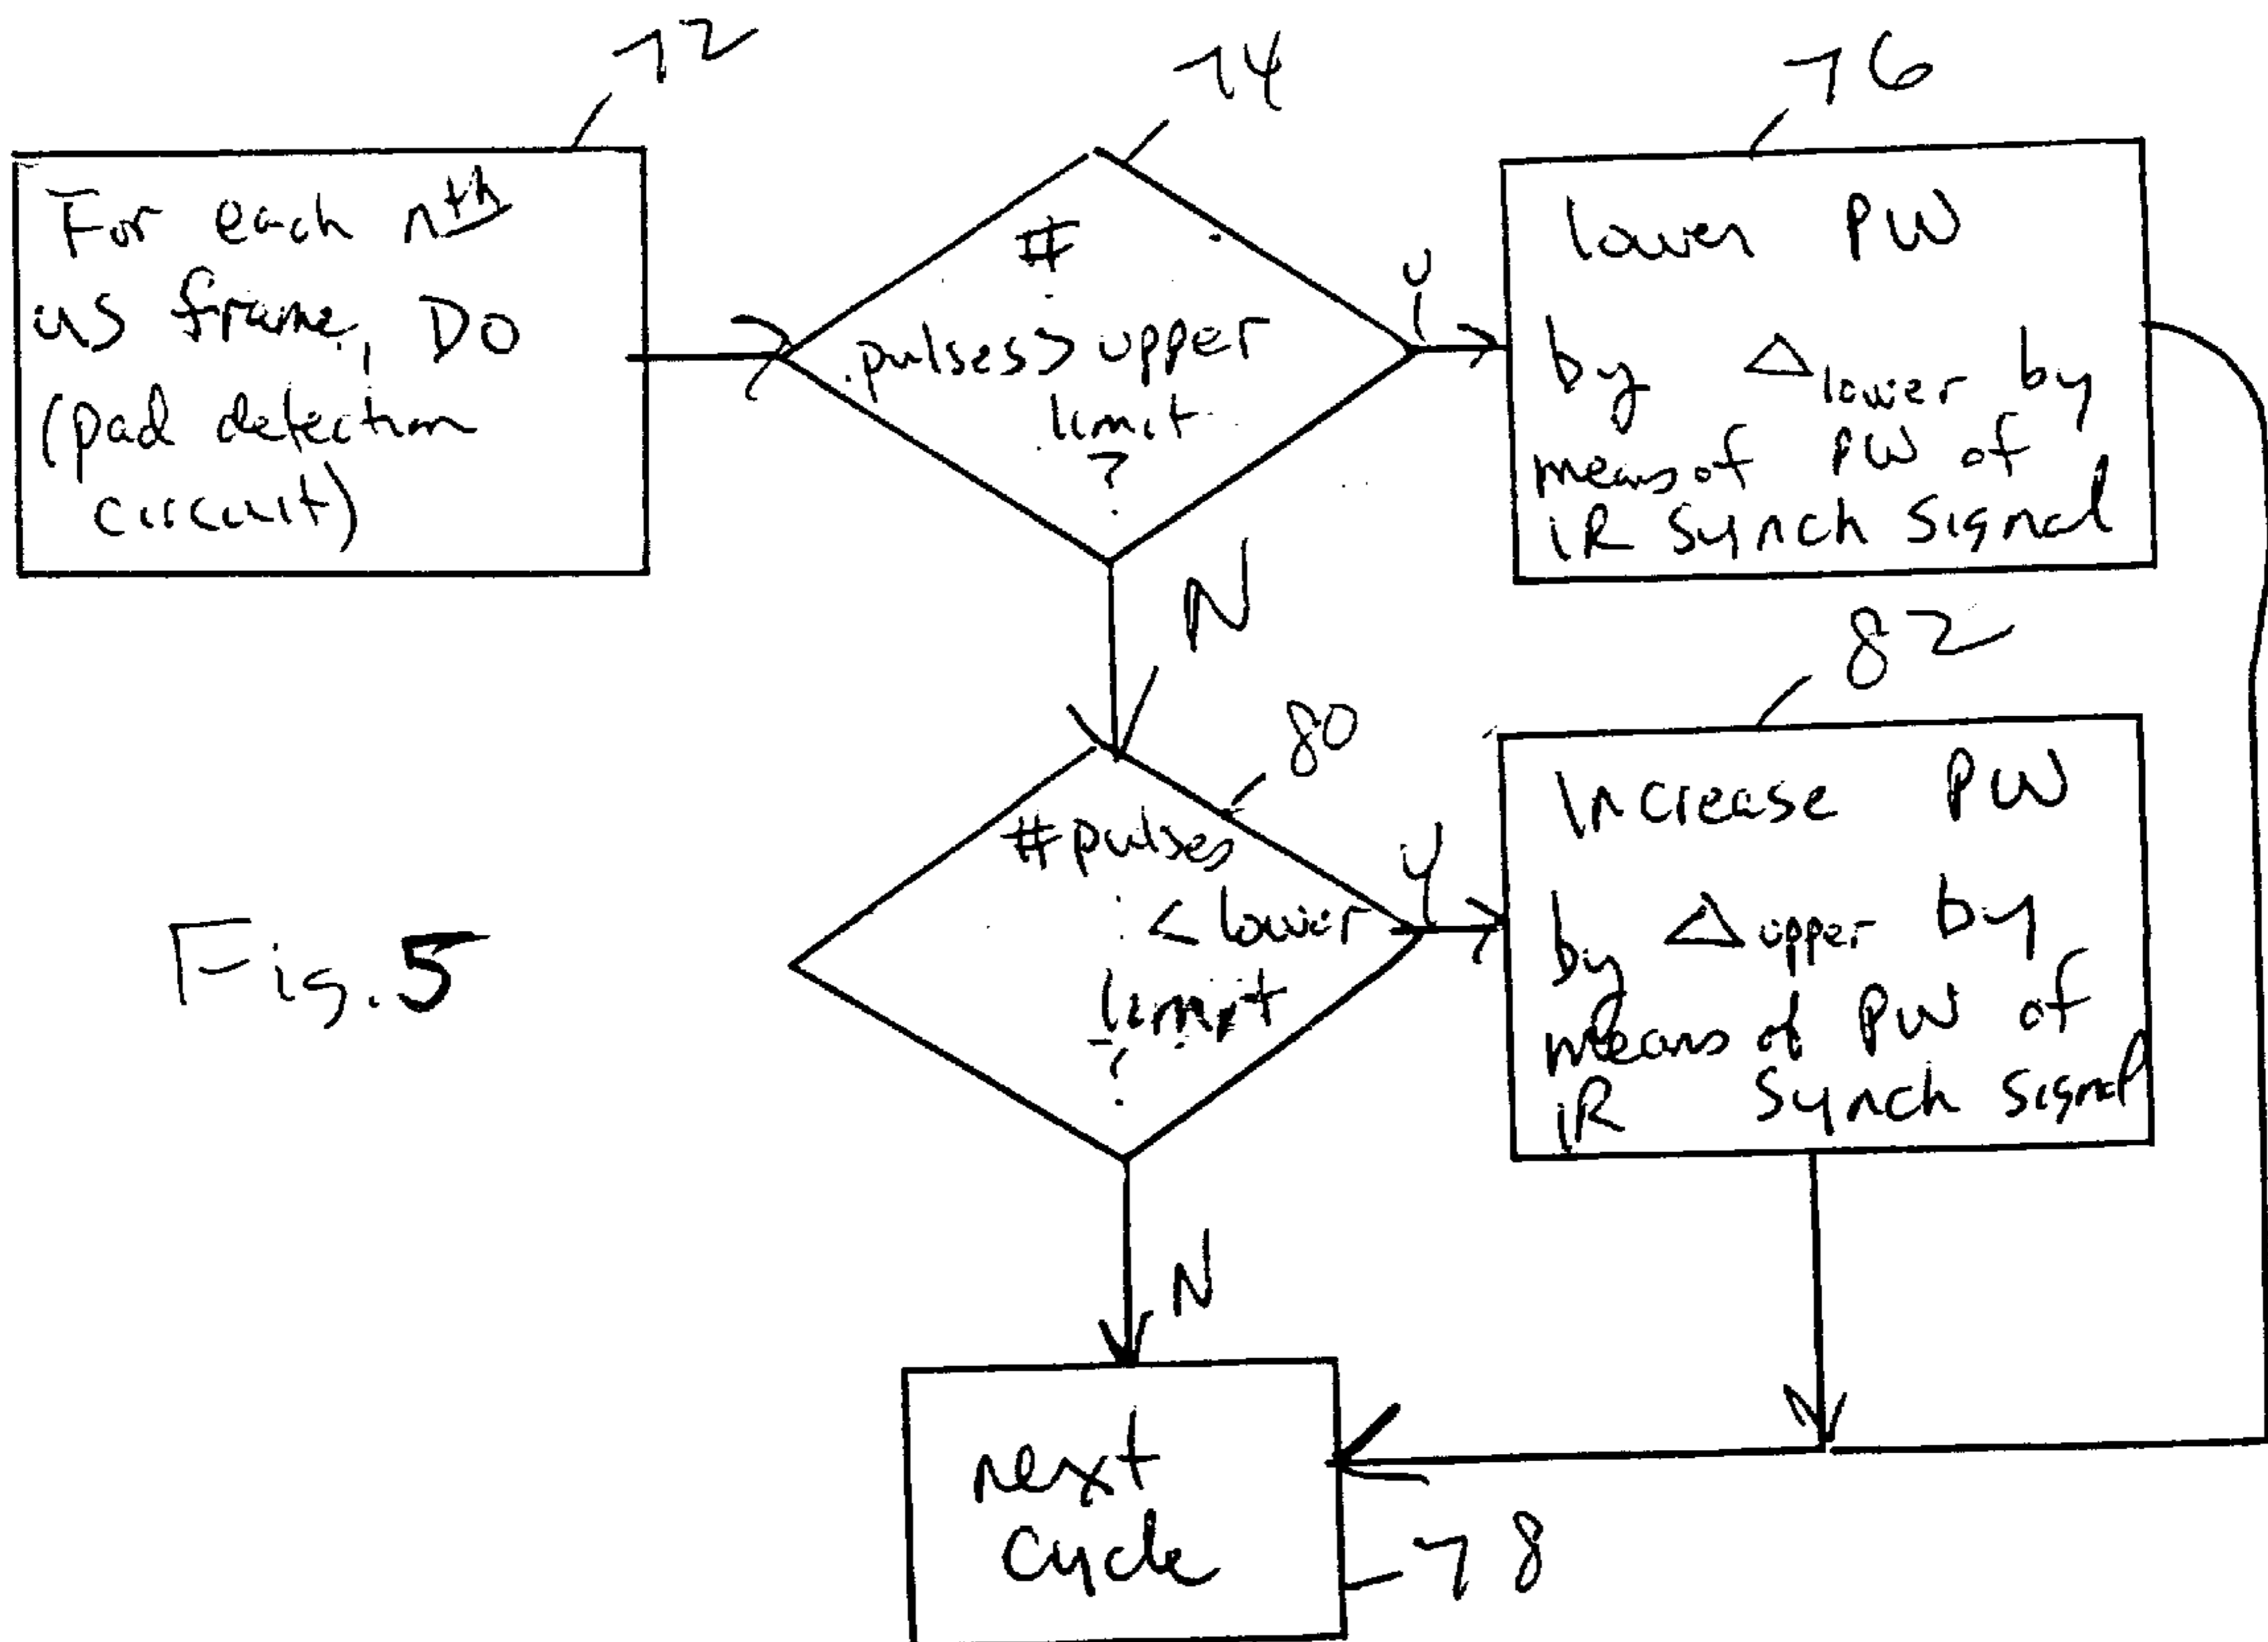 72
For each nth
US frame, DO
(pad detection
circuit)
74
#
pulses > upper
limit
?
Y
N
76
lower PW
by Δlower by
means of PW of
IR Synch Signal
80
#pulses
< lower
limit
?
Y
N
82
Increase PW
by Δupper by
means of PW of
IR Synch Signal
next
cycle
78
Fig. 5